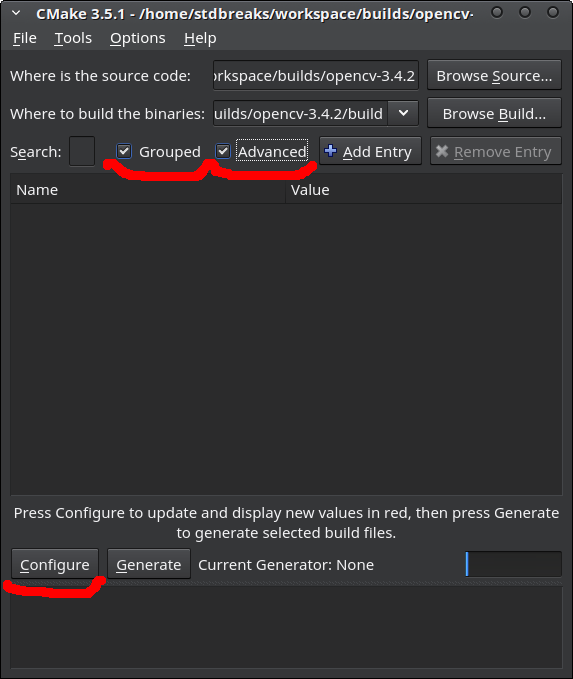 CMake 3.5.1 - /home/stdbreaks/workspace/builds/opencv-
File Tools Options Help
Where is the source code: orkspace/builds/opencv-3.4.2 Browse Source...
Where to build the binaries: uilds/opencv-3.4.2/build Browse Build...
Search: Grouped Advanced Add Entry Remove Entry
Name Value
Press Configure to update and display new values in red, then press Generate
to generate selected build files.
Configure Generate Current Generator: None